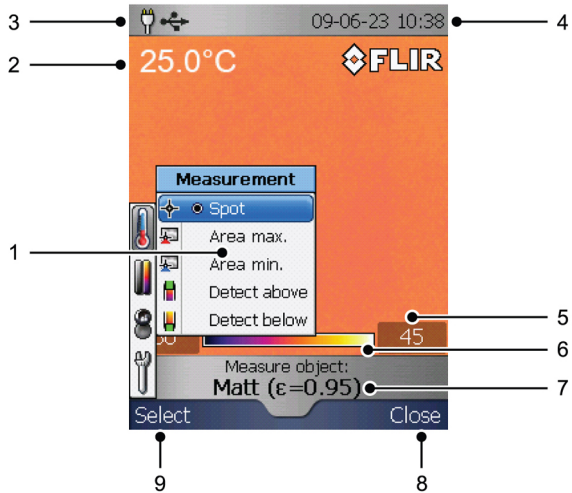 3
09-06-23 10:38
4
2
25.0°C
FLIR
Measurement
Spot
1
Area max.
Area min.
Detect above
Detect below
5
45
6
Measure object:
Matt (ε=0.95)
7
Select
Close
9
8